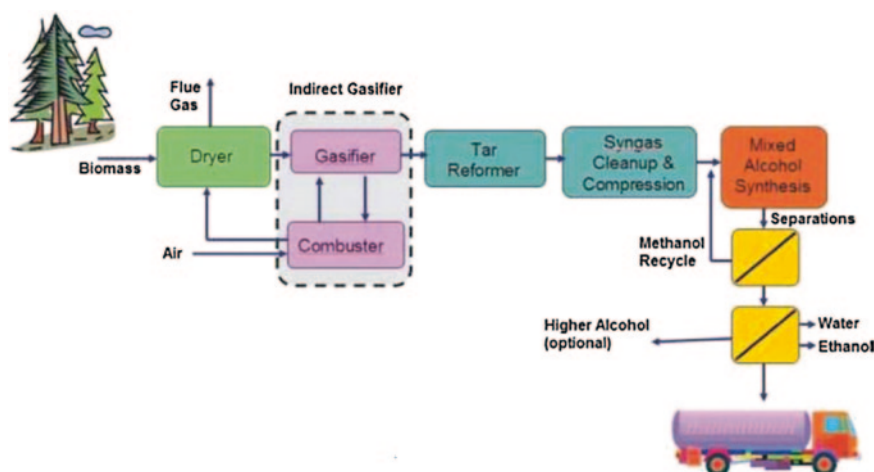 Flue
Gas
Indirect Gasifier
Biomass
Dryer
Gasifier
Tar
Reformer
Syngas
Cleanup &
Compression
Mixed
Alcohol
Synthesis
Air
Combuster
Separations
Methanol
Recycle
Higher Alcohol
(optional)
Water
Ethanol